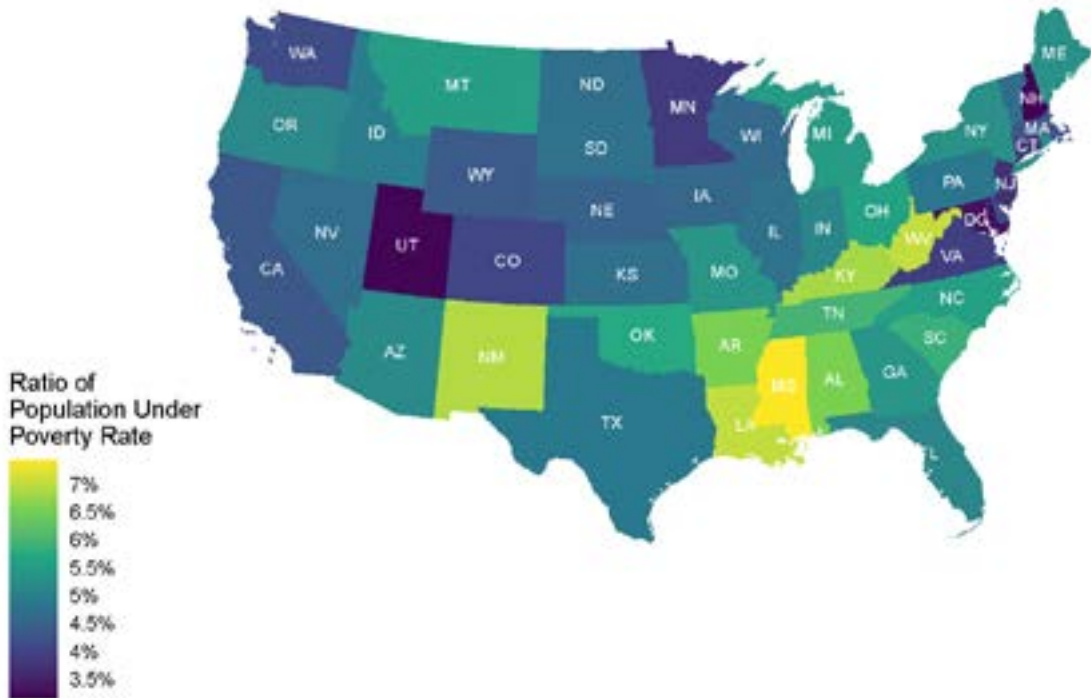 WA
MT
ND
MN
ME
OR
ID
SD
WI
MI
NY
NH
MA
CT
WY
IA
PA
NJ
NE
NV
UT
CO
IL
IN
OH
DC
WV
VA
CA
KS
MO
KY
NC
TN
AZ
NM
OK
AR
SC
MS
AL
GA
LA
TX
FL
Ratio of
Population Under
Poverty Rate
7%
6.5%
6%
5.5%
5%
4.5%
4%
3.5%